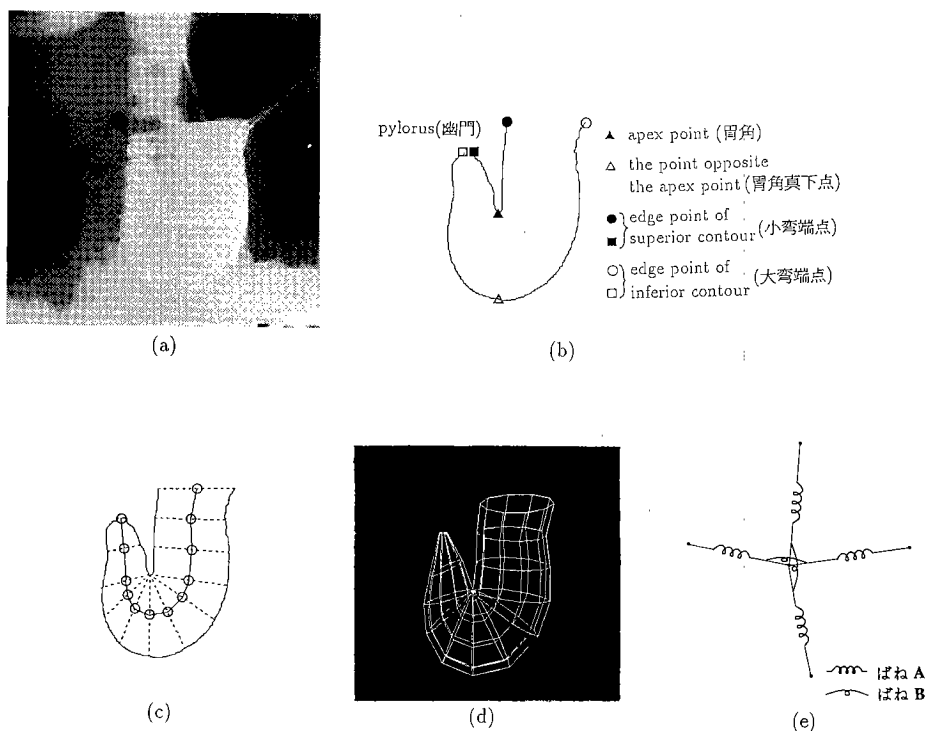 (a)
pylorus(幽門)
▲ apex point (胃角)
△ the point opposite
the apex point (胃角真下点)
● edge point of
■ superior contour (小弯端点)
○ edge point of
□ inferior contour (大弯端点)
(b)
(c)
(d)
ばね A
ばね B
(e)